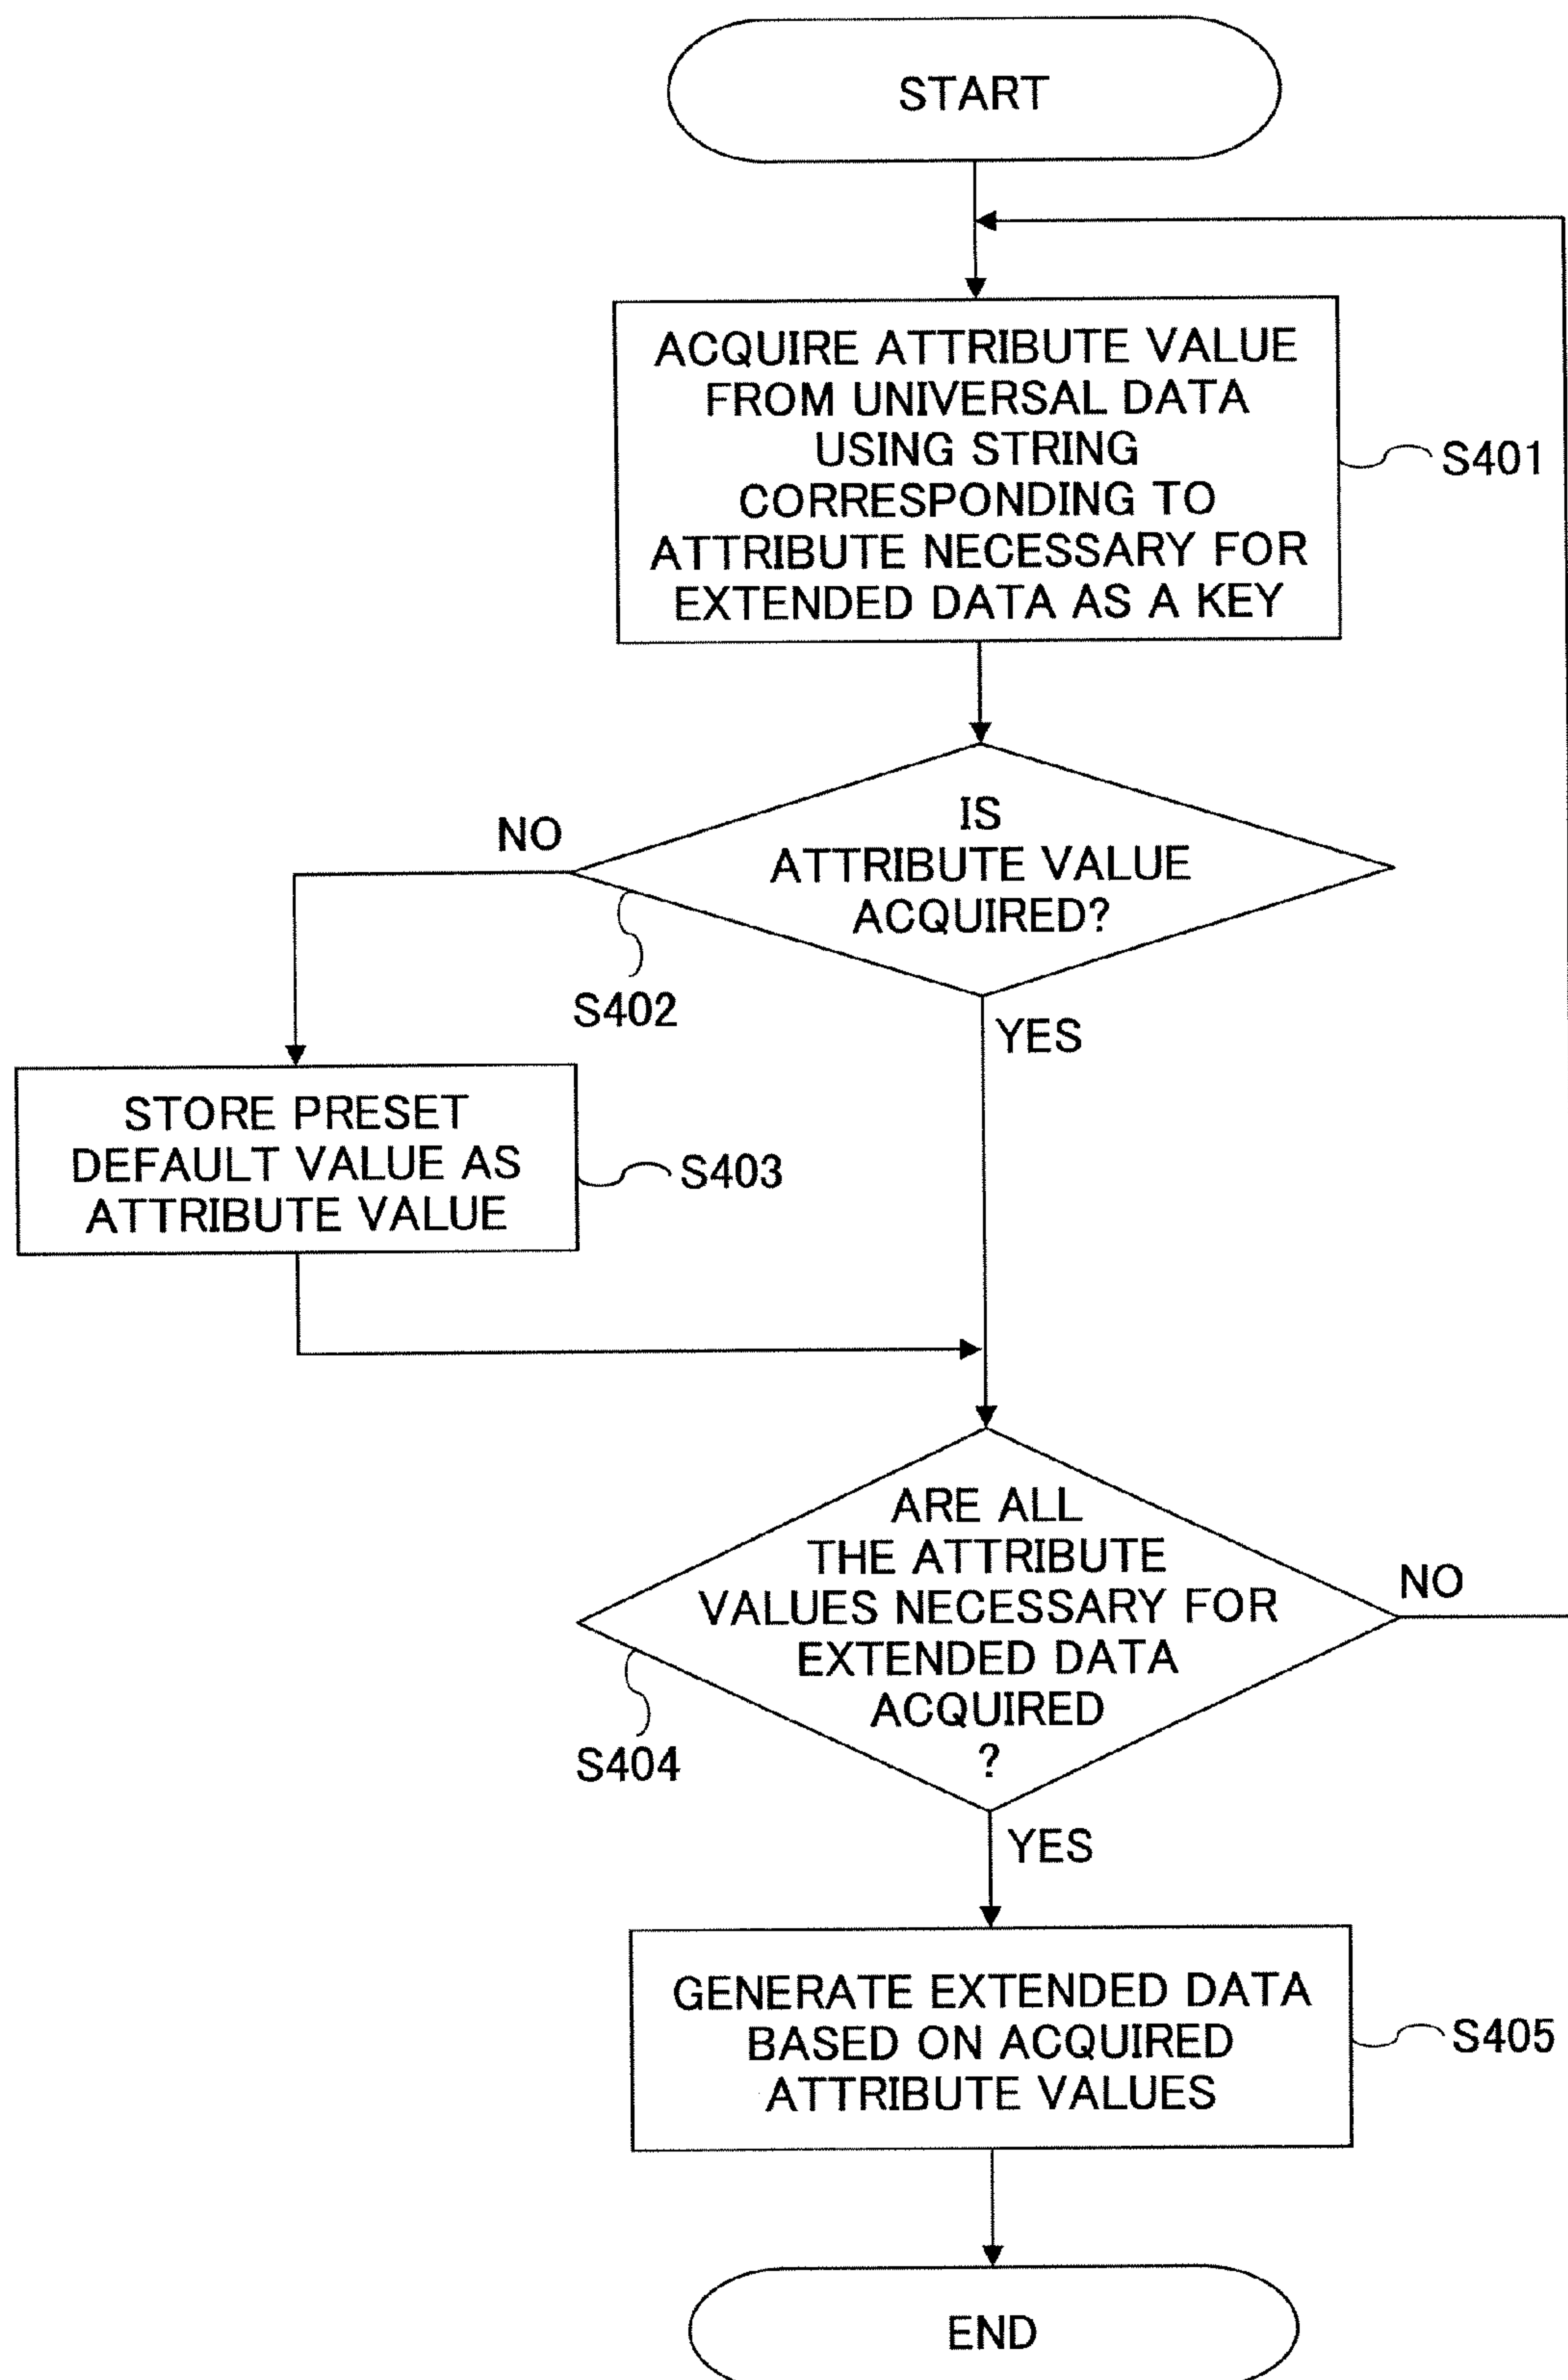 START
ACQUIRE ATTRIBUTE VALUE
FROM UNIVERSAL DATA
USING STRING
CORRESPONDING TO
ATTRIBUTE NECESSARY FOR
EXTENDED DATA AS A KEY
S401
IS
ATTRIBUTE VALUE
ACQUIRED?
NO
S402
YES
STORE PRESET
DEFAULT VALUE AS
ATTRIBUTE VALUE
S403
ARE ALL
THE ATTRIBUTE
VALUES NECESSARY FOR
EXTENDED DATA
ACQUIRED
?
NO
S404
YES
GENERATE EXTENDED DATA
BASED ON ACQUIRED
ATTRIBUTE VALUES
S405
END